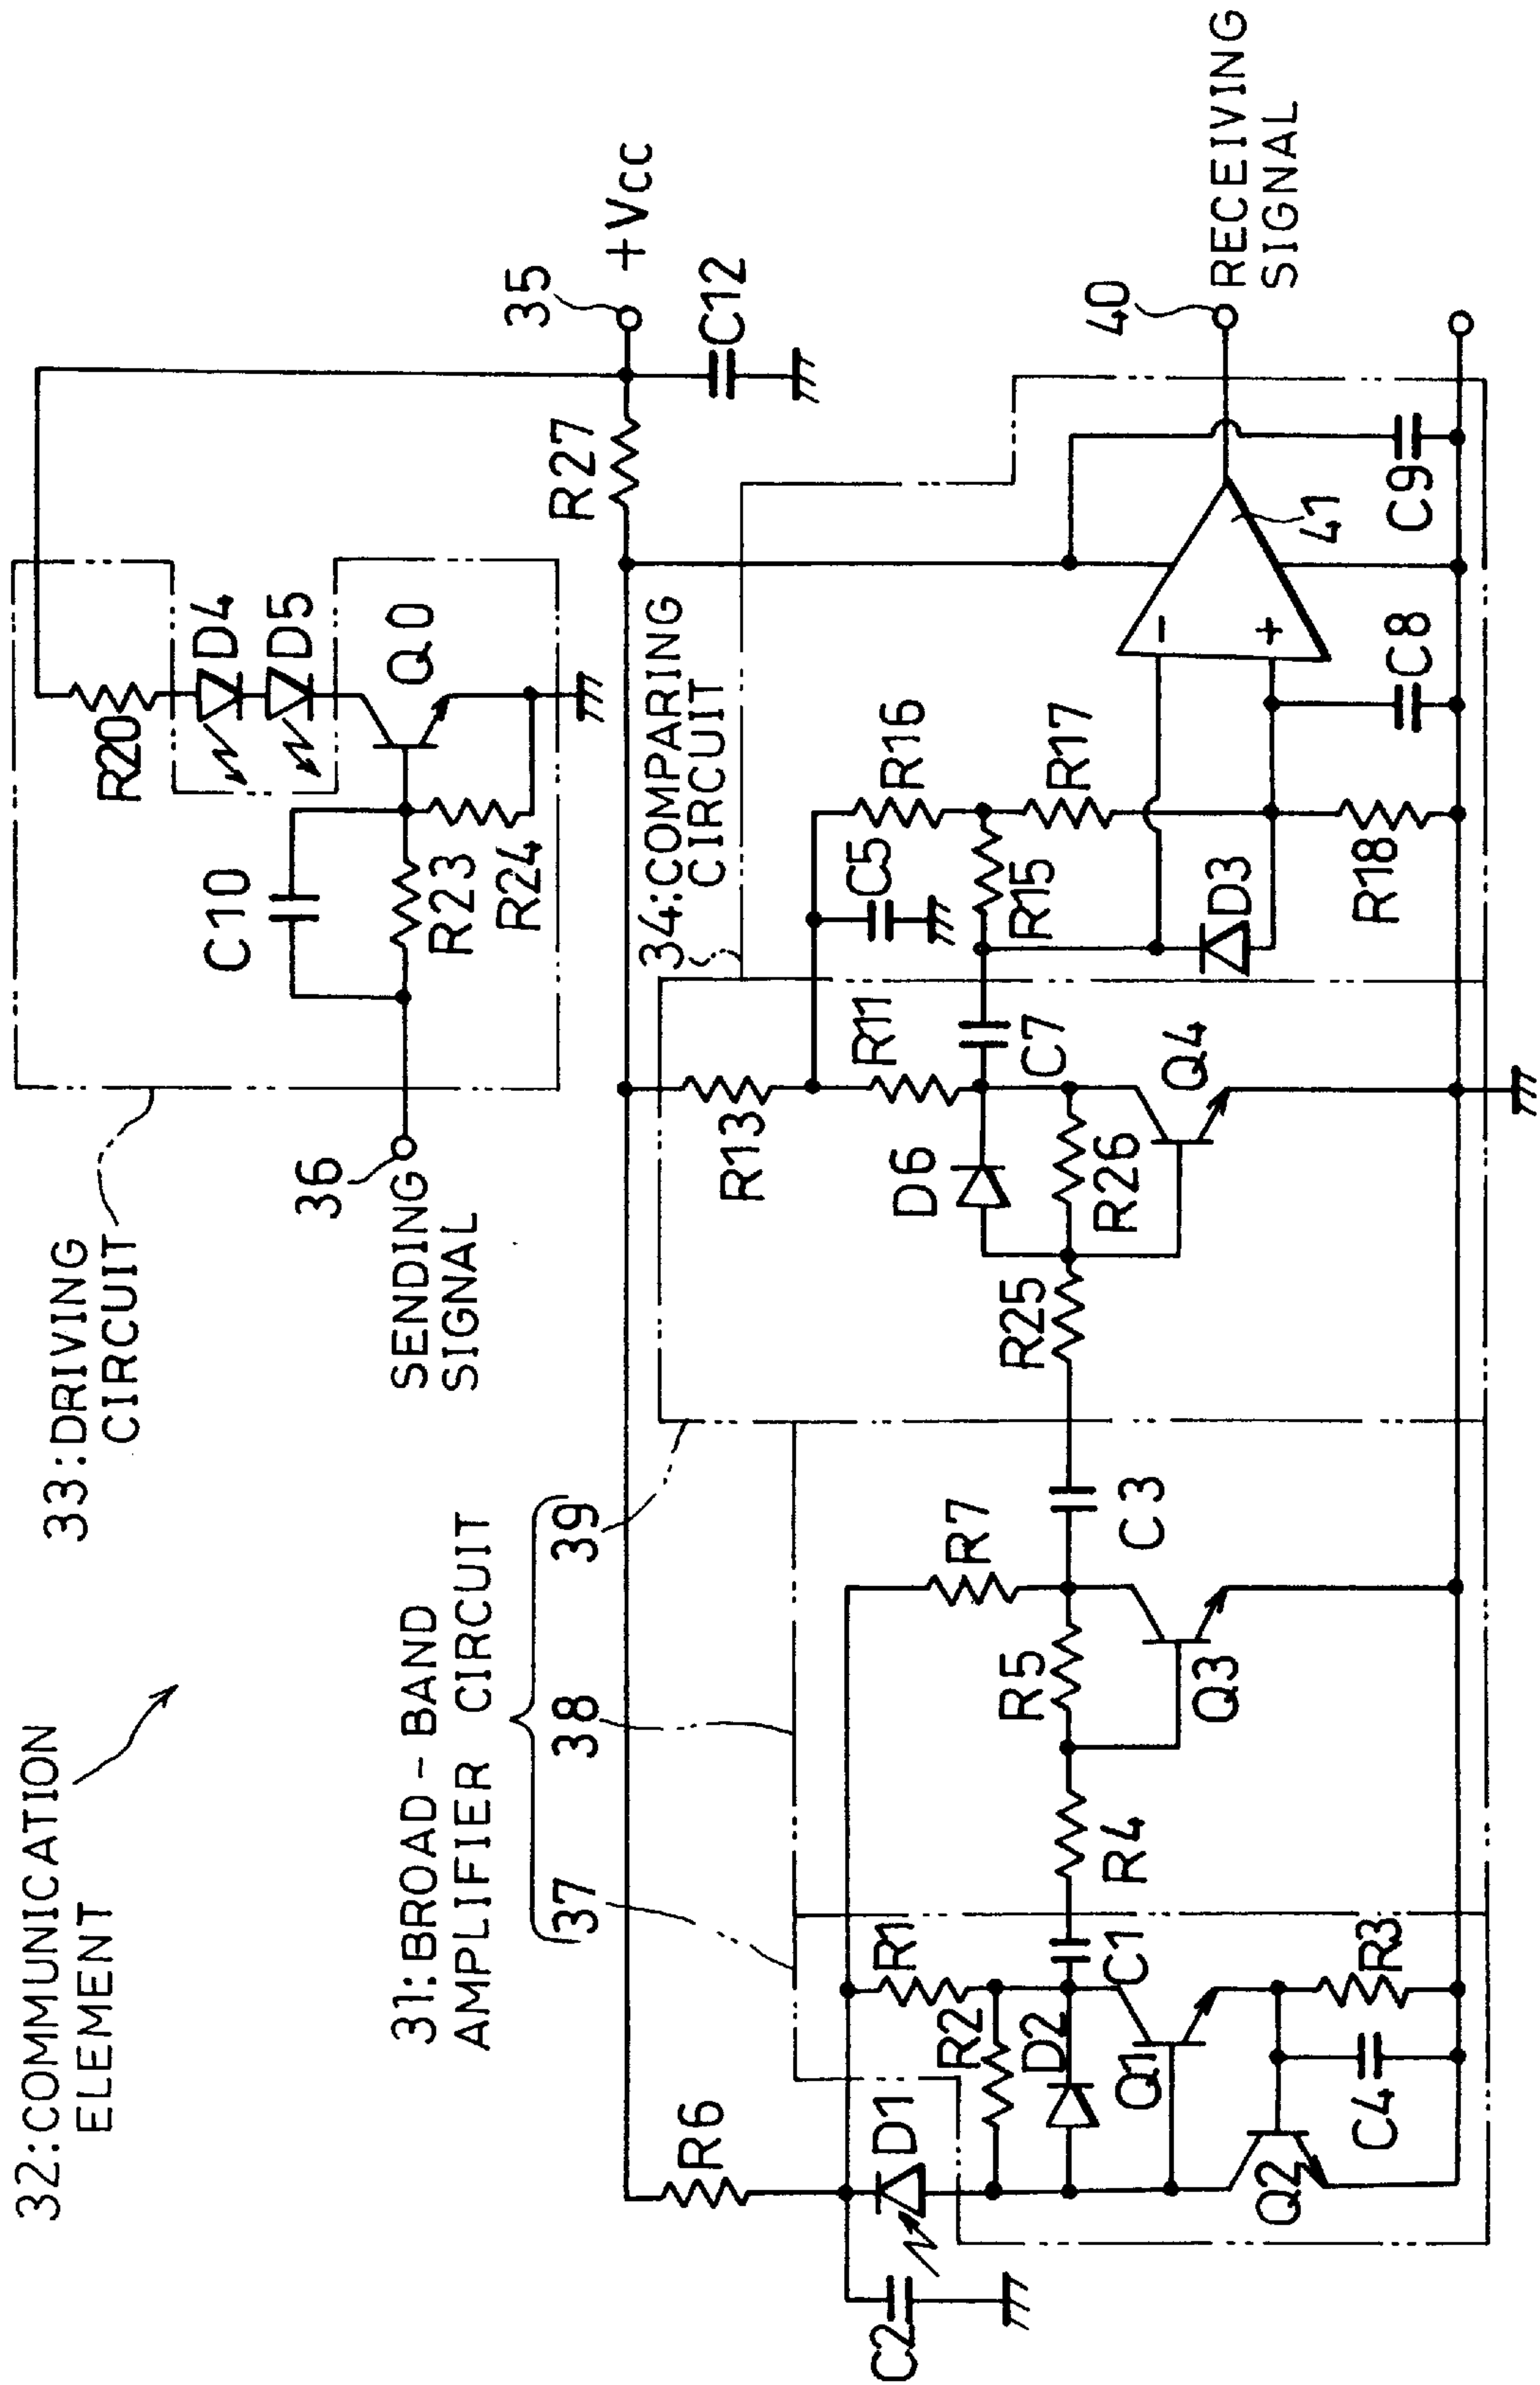 32:COMMUNICATION
ELEMENT
33:DRIVING
CIRCUIT
R20
D4
D5
Q0
C10
R23
R24
36
SENDING
SIGNAL
35
+Vcc
C12
R27
31:BROAD-BAND
AMPLIFIER CIRCUIT
37
38
39
34:COMPARING
CIRCUIT
R6
C2
D1
R1
R2
D2
C1
Q1
Q2
C4
R3
R4
R5
R7
Q3
C3
R25
R13
R11
D6
R26
C7
Q4
C5
R16
R15
R17
D3
R18
C8
-
+
41
C9
40
RECEIVING
SIGNAL